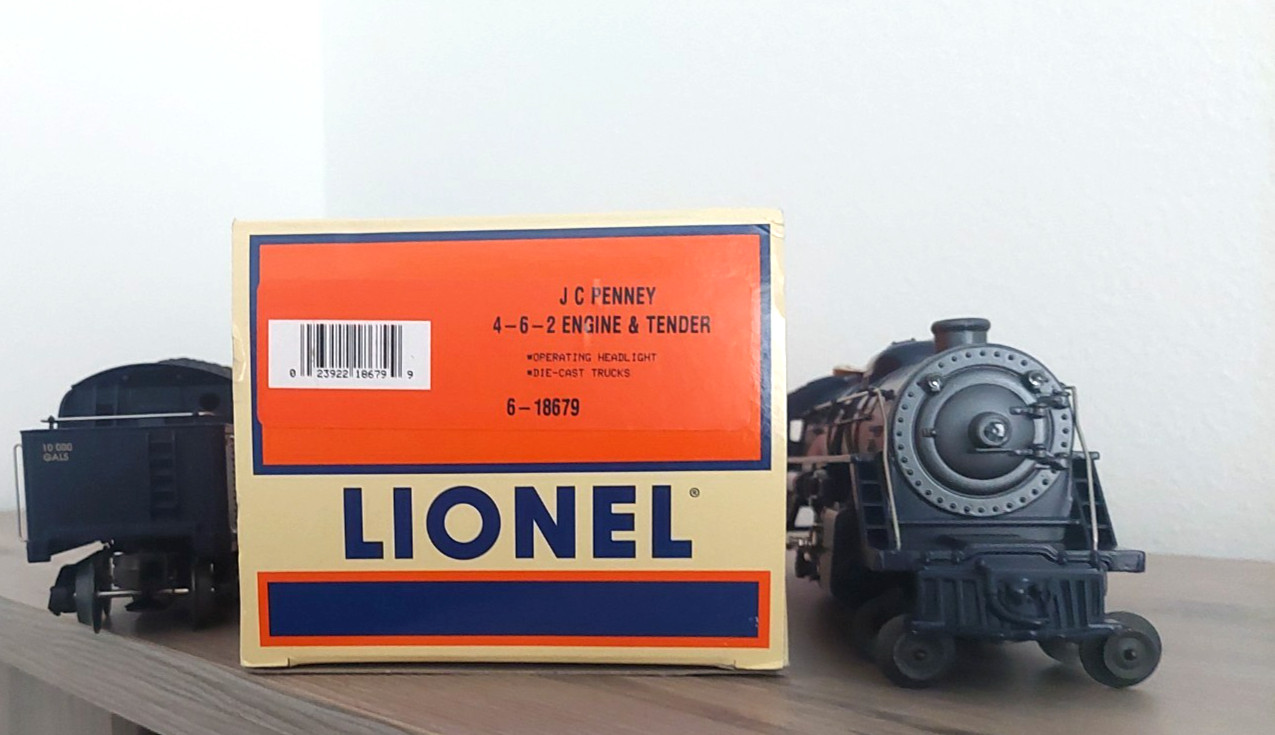 J C PENNEY
4-6-2 ENGINE & TENDER
*OPERATING HEADLIGHT
*DIE-CAST TRUCKS
6-18679
0 23922 18679 9
LIONEL®
10 000
GALS